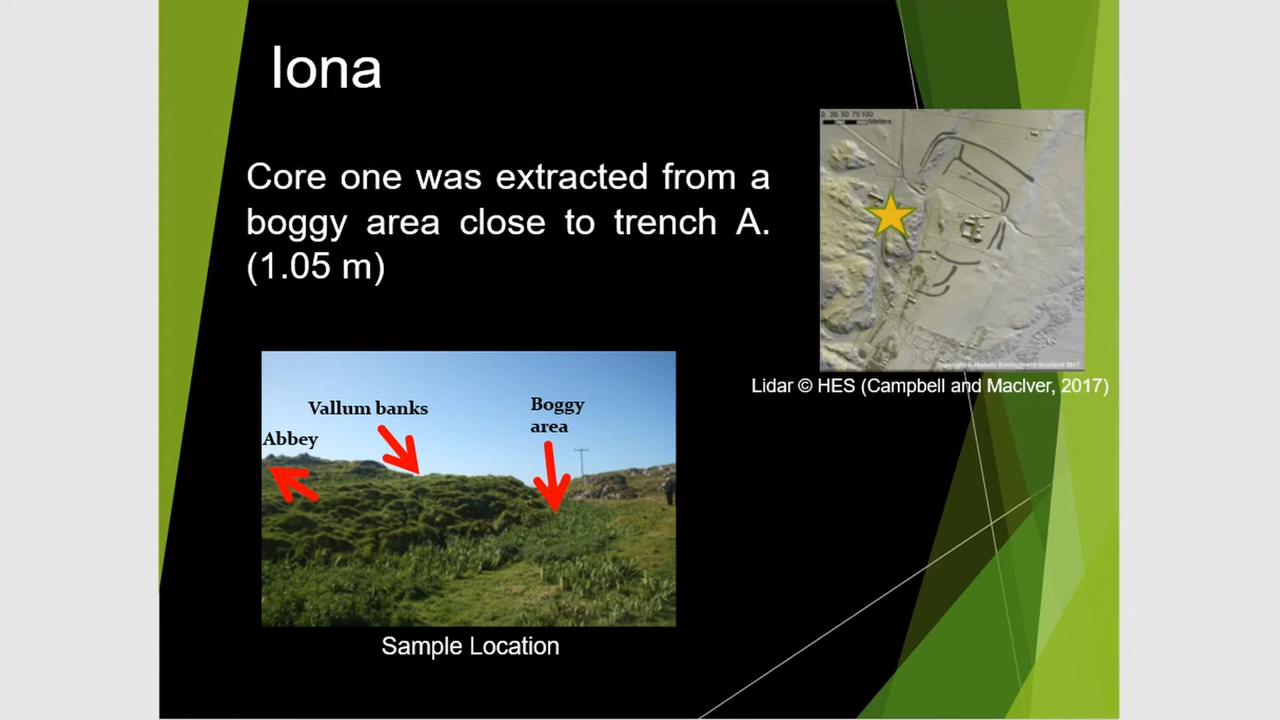 Iona
Core one was extracted from a
boggy area close to trench A.
(1.05 m)
Meters
Lidar © HES (Campbell and MacIver, 2017)
Vallum banks
Boggy
area
Abbey
Sample Location